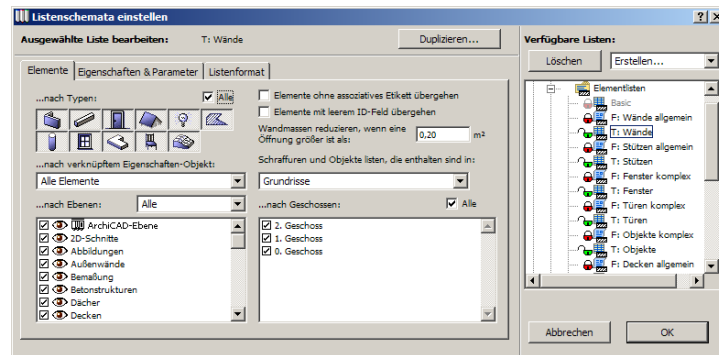 Listenschemata einstellen
Ausgewählte Liste bearbeiten: T: Wände
Duplizieren...
Elemente
Eigenschaften & Parameter
Listenformat
...nach Typen:
Alle
Elemente ohne assoziatives Etikett übergehen
Elemente mit leerem ID-Feld übergehen
Wandmassen reduzieren, wenn eine
Öffnung größer ist als:
0,20
m²
...nach verknüpftem Eigenschaften-Objekt:
Alle Elemente
Schraffuren und Objekte listen, die enthalten sind in:
Grundrisse
...nach Ebenen:
Alle
ArchiCAD-Ebene
2D-Schnitte
Abbildungen
Außenwände
Bemaßung
Betonstrukturen
Dächer
Decken
...nach Geschossen:
Alle
2. Geschoss
1. Geschoss
0. Geschoss
Verfügbare Listen:
Löschen
Erstellen...
Elementlisten
Basic
F: Wände allgemein
T: Wände
F: Stützen allgemein
T: Stützen
F: Fenster komplex
T: Fenster
F: Türen komplex
T: Türen
F: Objekte komplex
T: Objekte
F: Decken allgemein
Abbrechen
OK